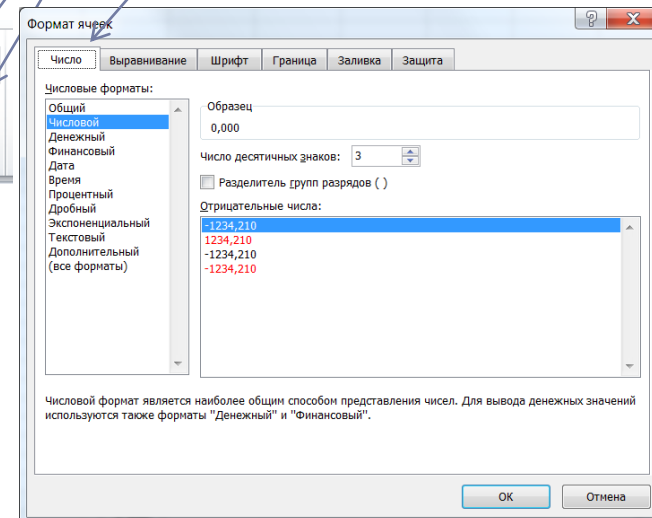 Формат ячеек
Число Выравнивание Шрифт Граница Заливка Защита
Числовые форматы:
Общий
Числовой
Денежный
Финансовый
Дата
Время
Процентный
Дробный
Экспоненциальный
Текстовый
Дополнительный
(все форматы)
Образец
0,000
Число десятичных знаков: 3
Разделитель групп разрядов ( )
Отрицательные числа:
-1234,210
1234,210
-1234,210
-1234,210
Числовой формат является наиболее общим способом представления чисел. Для вывода денежных значений
используются также форматы "Денежный" и "Финансовый".
ОК Отмена